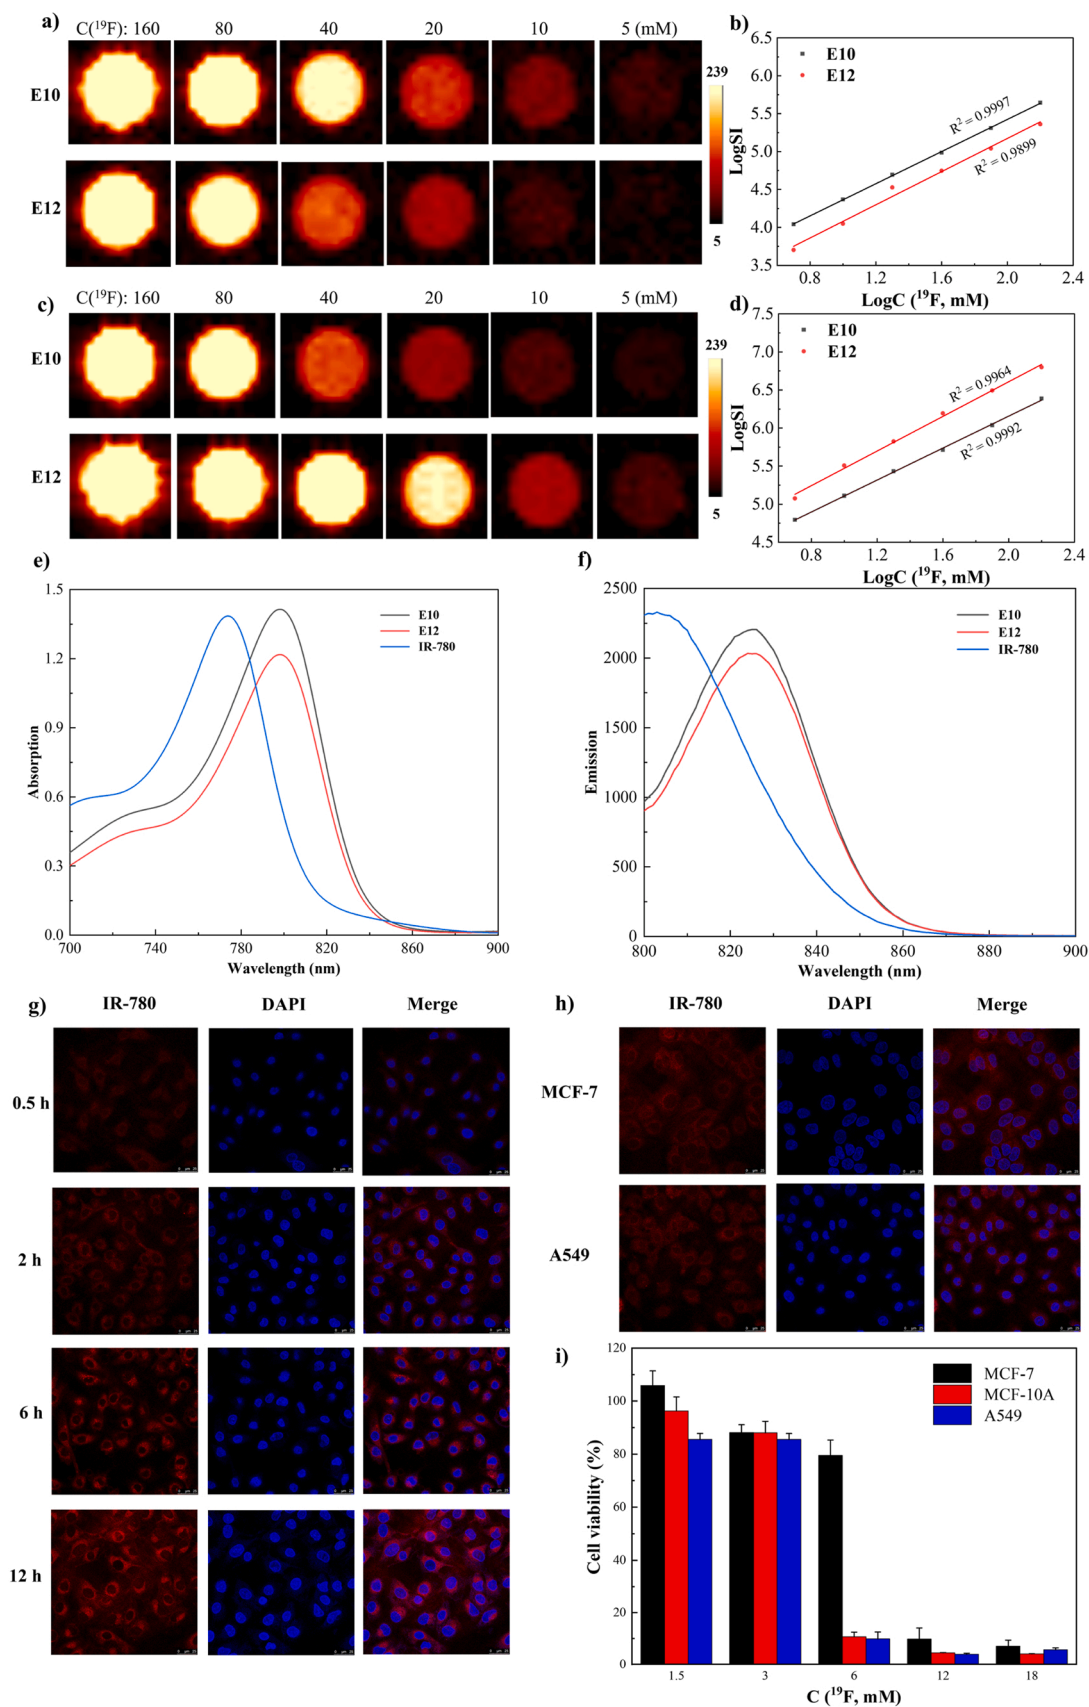 a)
C(¹⁹F): 160 80 40 20 10 5 (mM)
E10
E12
239
5
b)
E10
E12
R² = 0.9997
R² = 0.9899
LogSI
6.5
6.0
5.5
5.0
4.5
4.0
3.5
0.8 1.2 1.6 2.0 2.4
LogC (¹⁹F, mM)
c)
C(¹⁹F): 160 80 40 20 10 5 (mM)
E10
E12
239
5
d)
E10
E12
R² = 0.9964
R² = 0.9992
LogSI
7.5
7.0
6.5
6.0
5.5
5.0
4.5
0.8 1.2 1.6 2.0 2.4
LogC (¹⁹F, mM)
e)
E10
E12
IR-780
Absorption
1.5
1.2
0.9
0.6
0.3
0.0
700 740 780 820 860 900
Wavelength (nm)
f)
E10
E12
IR-780
Emission
2500
2000
1500
1000
500
0
800 820 840 860 880 900
Wavelength (nm)
g)
IR-780 DAPI Merge
0.5 h
2 h
6 h
12 h
h)
IR-780 DAPI Merge
MCF-7
A549
i)
MCF-7
MCF-10A
A549
Cell viability (%)
120
100
80
60
40
20
0
1.5 3 6 12 18
C (¹⁹F, mM)